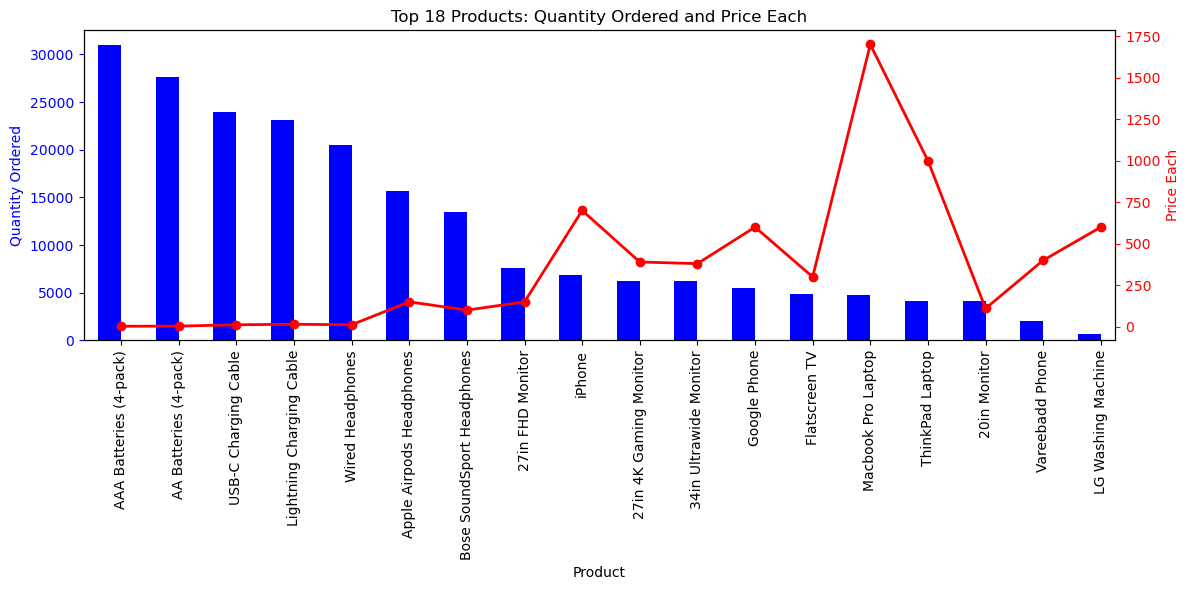 Top 18 Products: Quantity Ordered and Price Each
Quantity Ordered
30000
25000
20000
15000
10000
5000
0
Price Each
1750
1500
1250
1000
750
500
250
0
AAA Batteries (4-pack)
AA Batteries (4-pack)
USB-C Charging Cable
Lightning Charging Cable
Wired Headphones
Apple Airpods Headphones
Bose SoundSport Headphones
27in FHD Monitor
iPhone
27in 4K Gaming Monitor
34in Ultrawide Monitor
Google Phone
Flatscreen TV
Macbook Pro Laptop
ThinkPad Laptop
20in Monitor
Vareebadd Phone
LG Washing Machine
Product